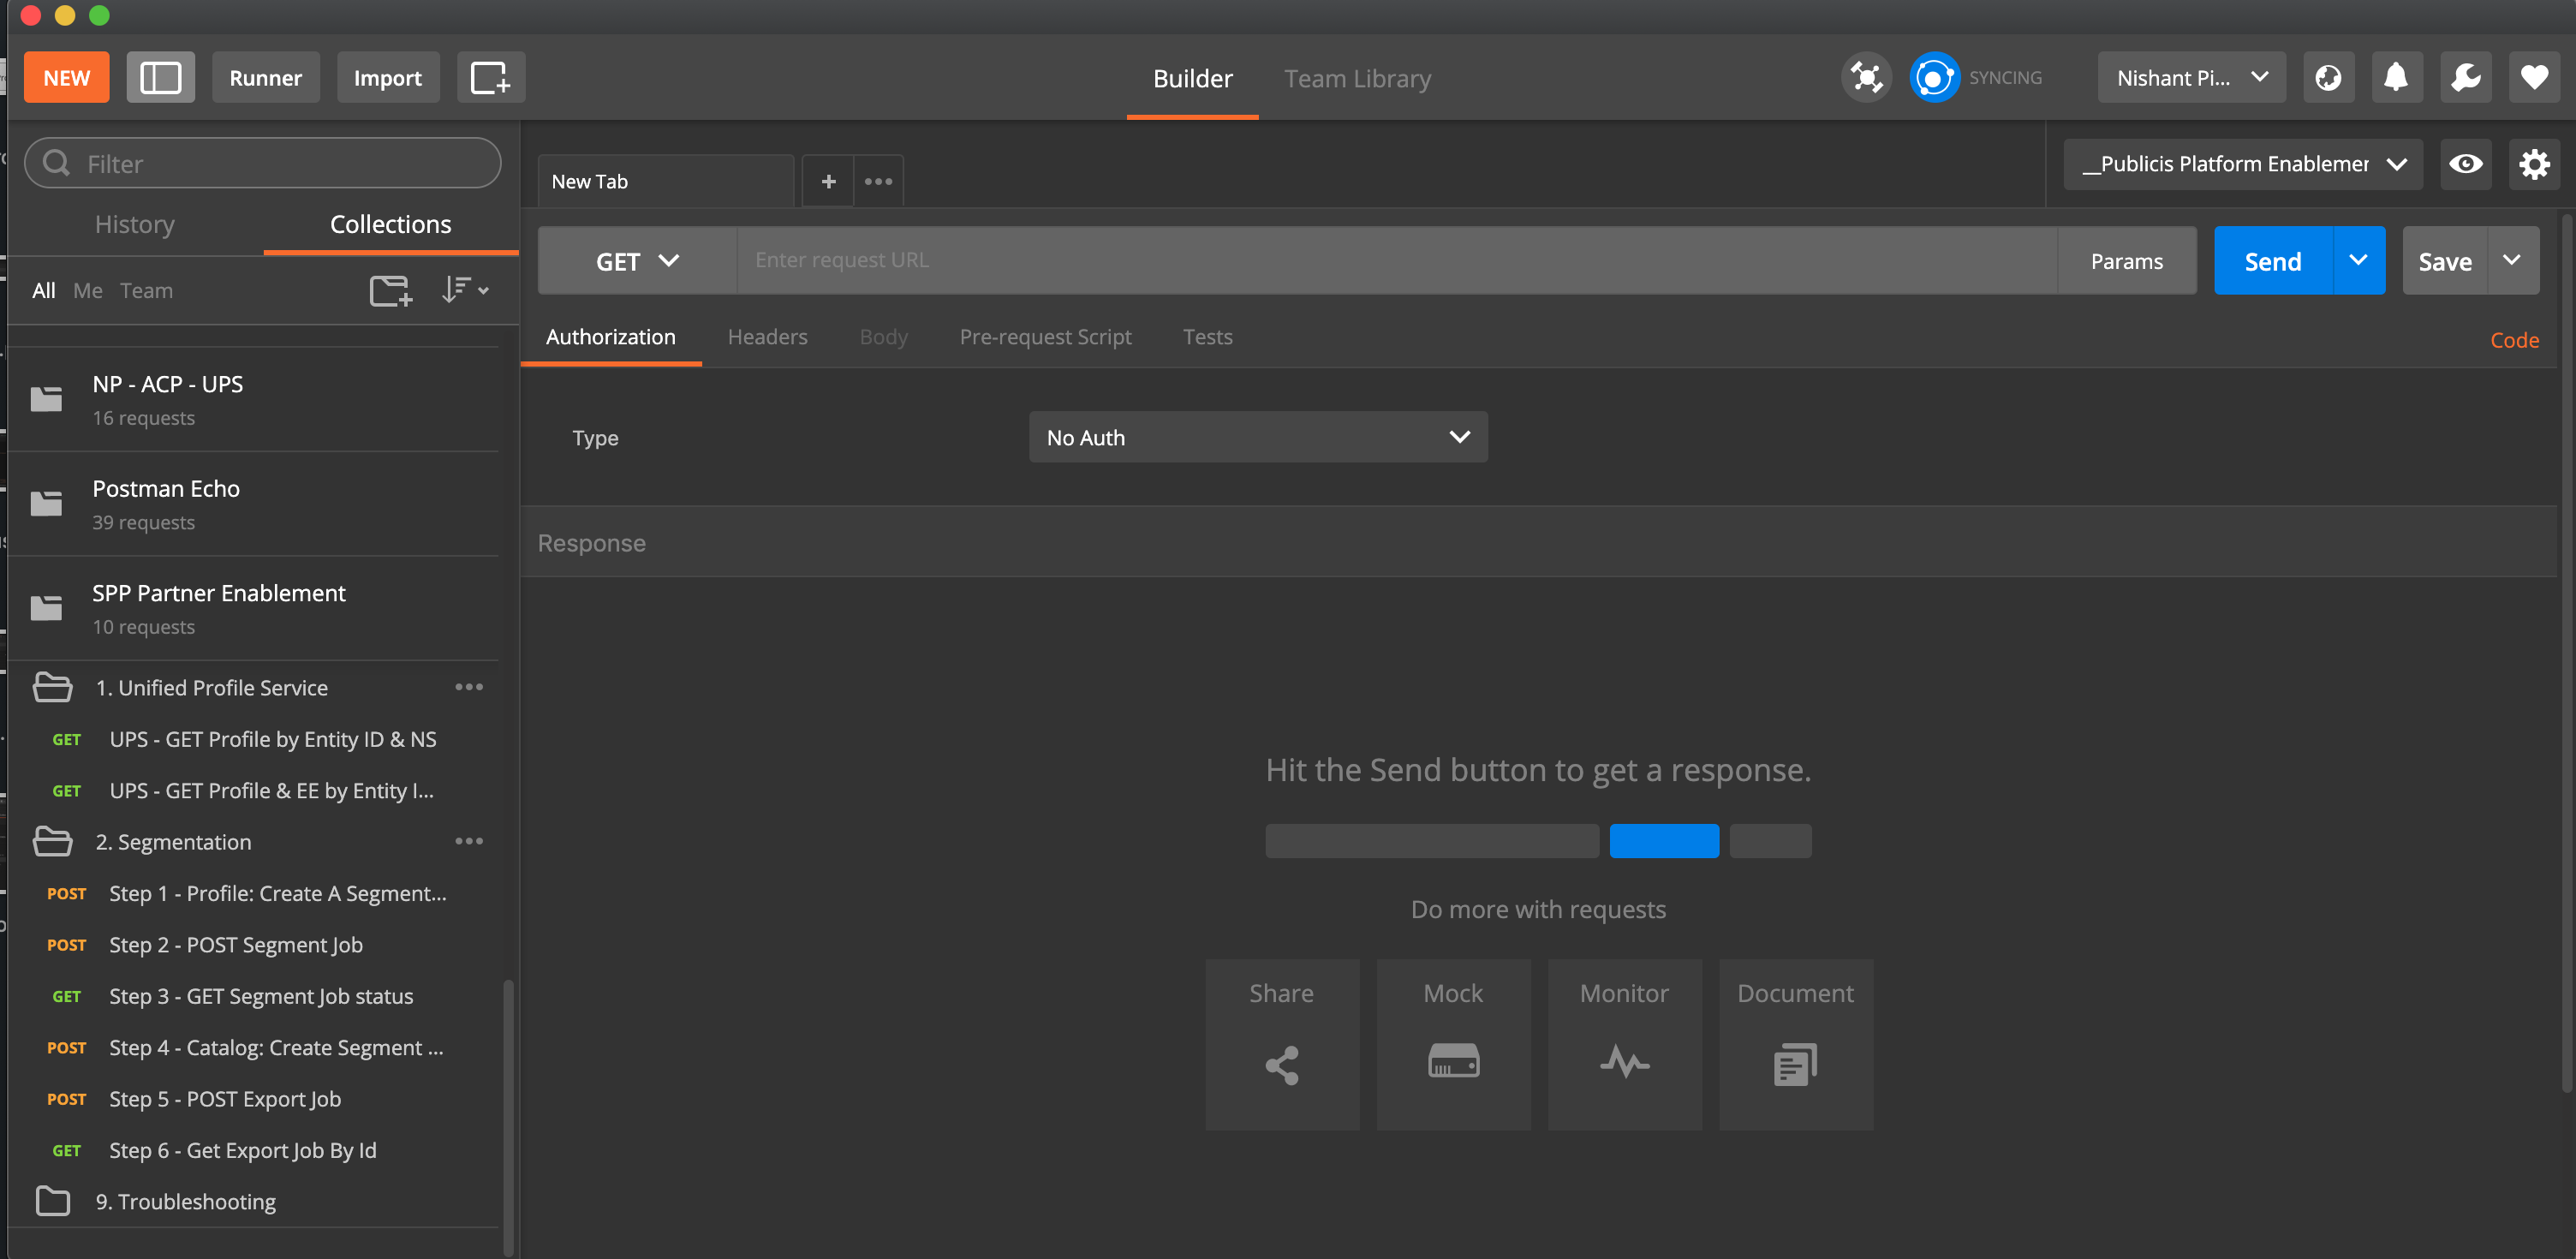 NEW
Runner
Import
Builder
Team Library
SYNCING
Nishant Pi...
Filter
History
Collections
All Me Team
NP - ACP - UPS
16 requests
Postman Echo
39 requests
SPP Partner Enablement
10 requests
1. Unified Profile Service
GET UPS - GET Profile by Entity ID & NS
GET UPS - GET Profile & EE by Entity I...
2. Segmentation
POST Step 1 - Profile: Create A Segment...
POST Step 2 - POST Segment Job
GET Step 3 - GET Segment Job status
POST Step 4 - Catalog: Create Segment ...
POST Step 5 - POST Export Job
GET Step 6 - Get Export Job By Id
9. Troubleshooting
New Tab
+
__Publicis Platform Enablemer
GET
Enter request URL
Params
Send
Save
Authorization
Headers
Body
Pre-request Script
Tests
Code
Type
No Auth
Response
Hit the Send button to get a response.
Do more with requests
Share
Mock
Monitor
Document